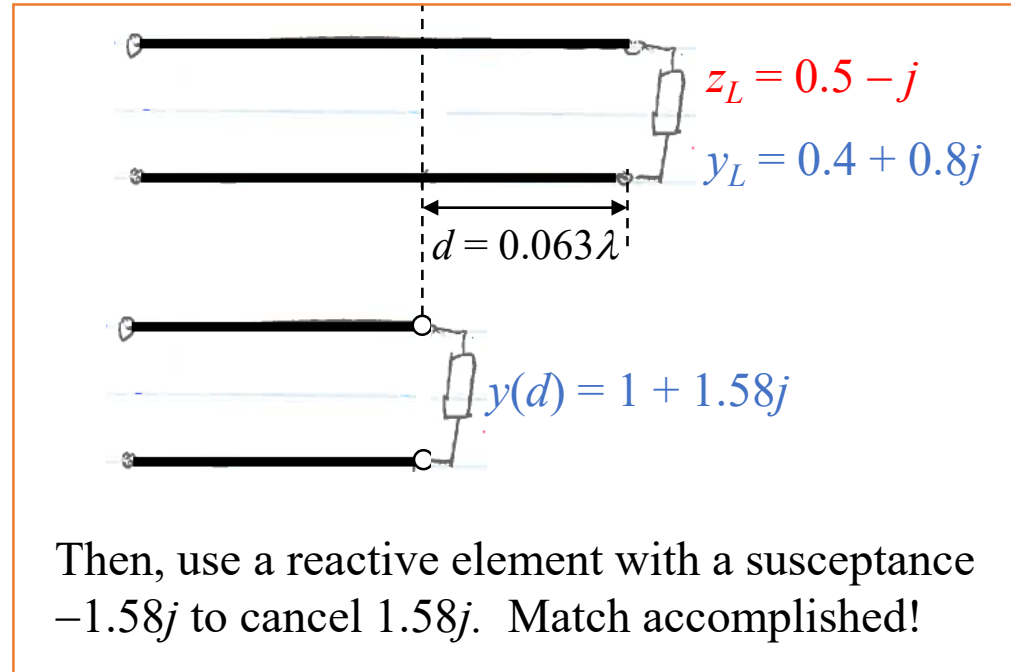 z_L = 0.5 – j
y_L = 0.4 + 0.8j
d = 0.063λ
y(d) = 1 + 1.58j
Then, use a reactive element with a susceptance
–1.58j to cancel 1.58j.  Match accomplished!